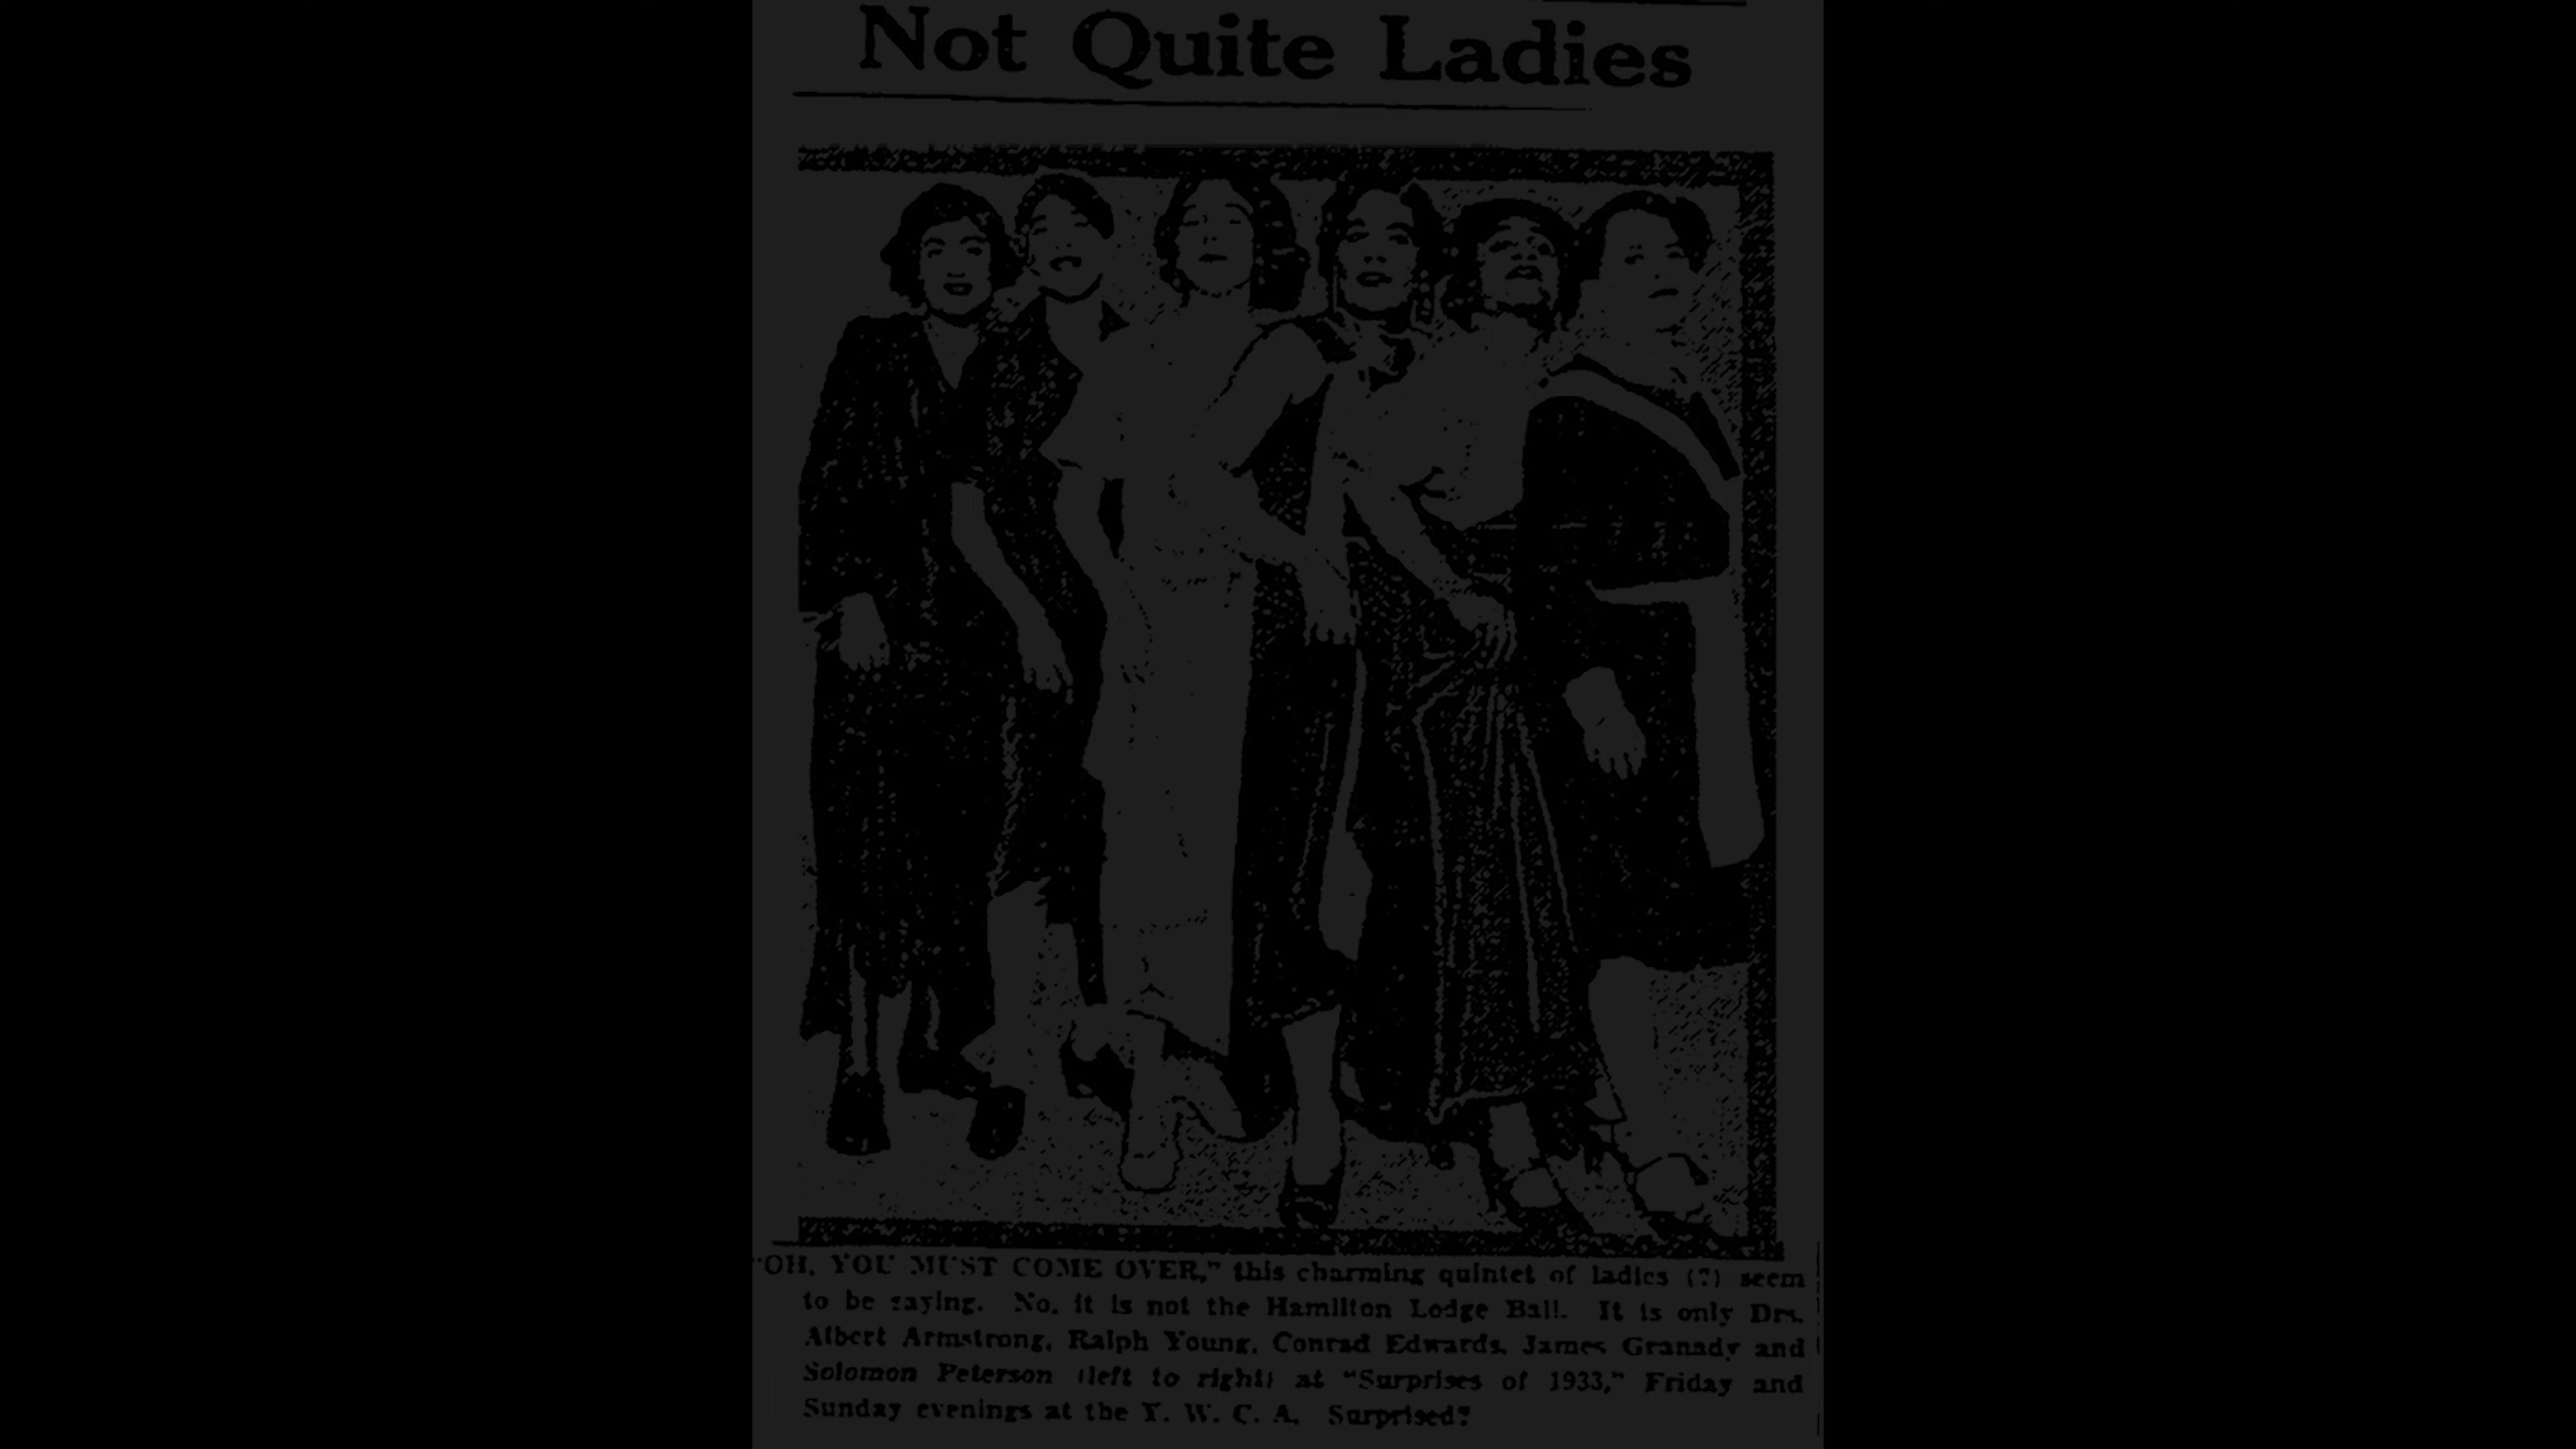 Not Quite Ladies
"OH, YOU MUST COME OVER," this charming quintet of ladies (?) seem
to be saying. No, it is not the Hamilton Lodge Ball. It is only Drs.
Albert Armstrong, Ralph Young, Conrad Edwards, James Granady and
Solomon Peterson (left to right) at "Surprises of 1933," Friday and
Sunday evenings at the Y. W. C. A. Surprised?